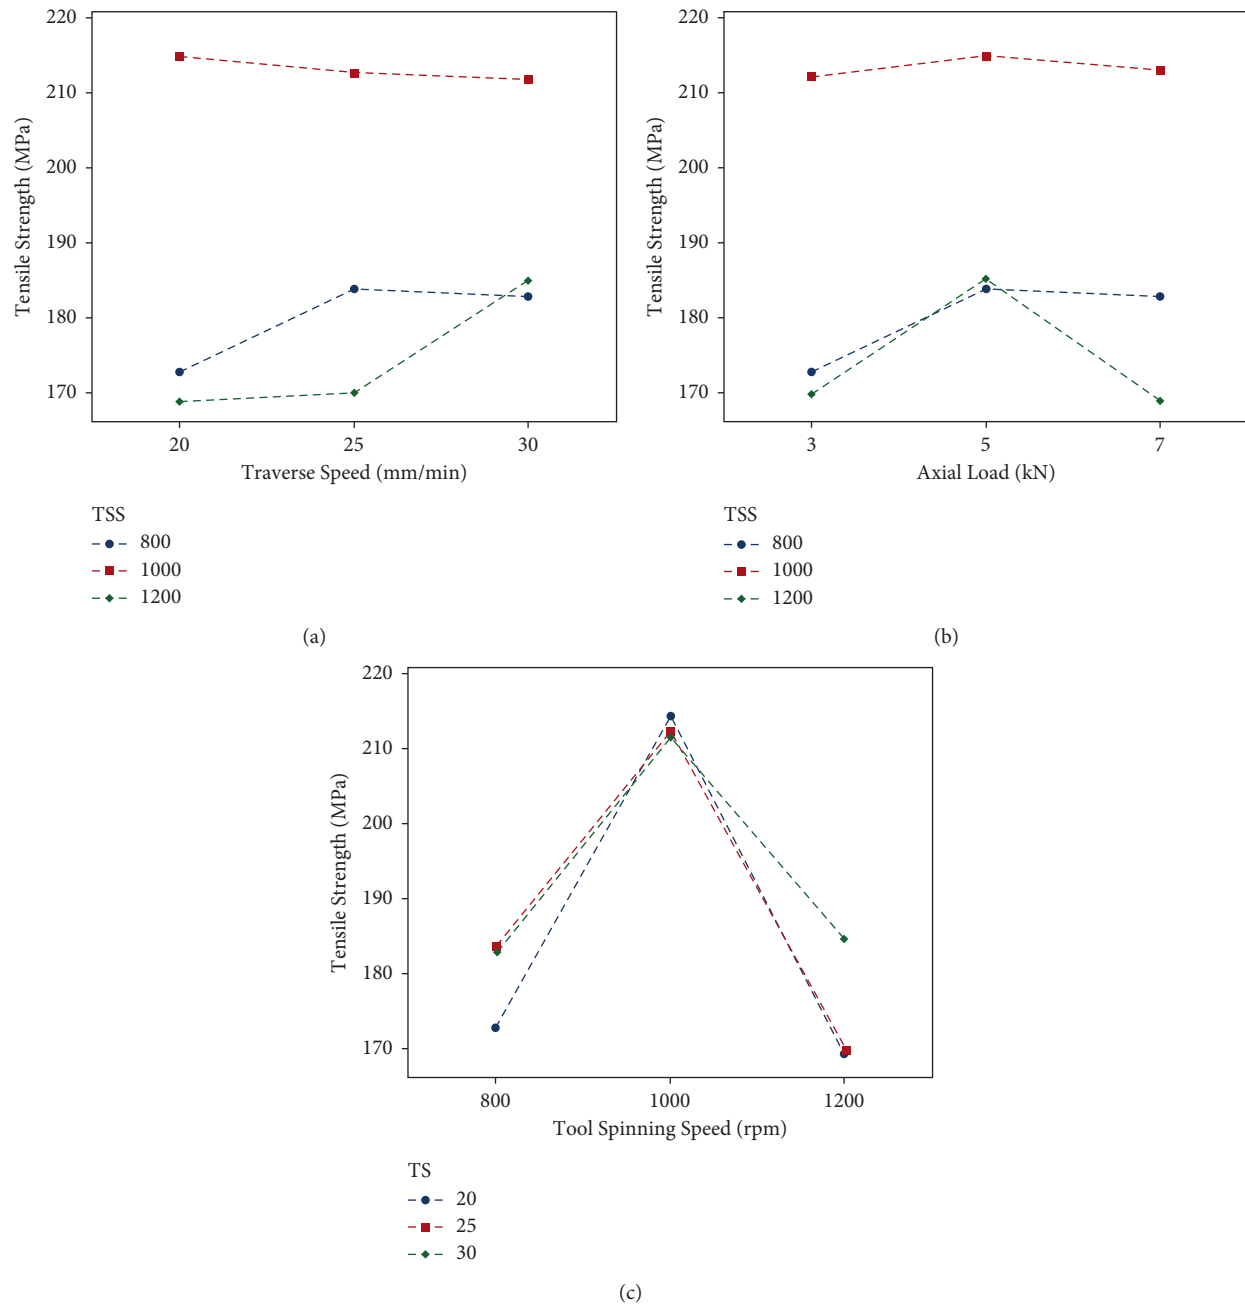 220
210
200
190
180
170
Tensile Strength (MPa)
20 25 30
Traverse Speed (mm/min)
TSS
800
1000
1200
(a)
220
210
200
190
180
170
Tensile Strength (MPa)
3 5 7
Axial Load (kN)
TSS
800
1000
1200
(b)
220
210
200
190
180
170
Tensile Strength (MPa)
800 1000 1200
Tool Spinning Speed (rpm)
TS
20
25
30
(c)